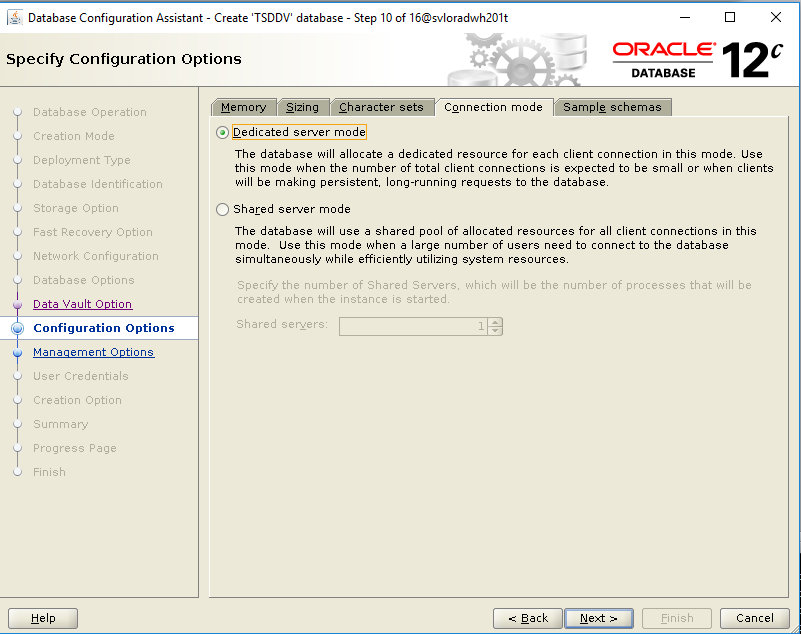 Database Configuration Assistant - Create 'TSDDV' database - Step 10 of 16@svloradwh201t
Specify Configuration Options
ORACLE
DATABASE
12c
Database Operation
Creation Mode
Deployment Type
Database Identification
Storage Option
Fast Recovery Option
Network Configuration
Database Options
Data Vault Option
Configuration Options
Management Options
User Credentials
Creation Option
Summary
Progress Page
Finish
Memory
Sizing
Character sets
Connection mode
Sample schemas
Dedicated server mode
The database will allocate a dedicated resource for each client connection in this mode. Use
this mode when the number of total client connections is expected to be small or when clients
will be making persistent, long-running requests to the database.
Shared server mode
The database will use a shared pool of allocated resources for all client connections in this
mode.  Use this mode when a large number of users need to connect to the database
simultaneously while efficiently utilizing system resources.
Specify the number of Shared Servers, which will be the number of processes that will be
created when the instance is started.
Shared servers:
1
Help
< Back
Next >
Finish
Cancel